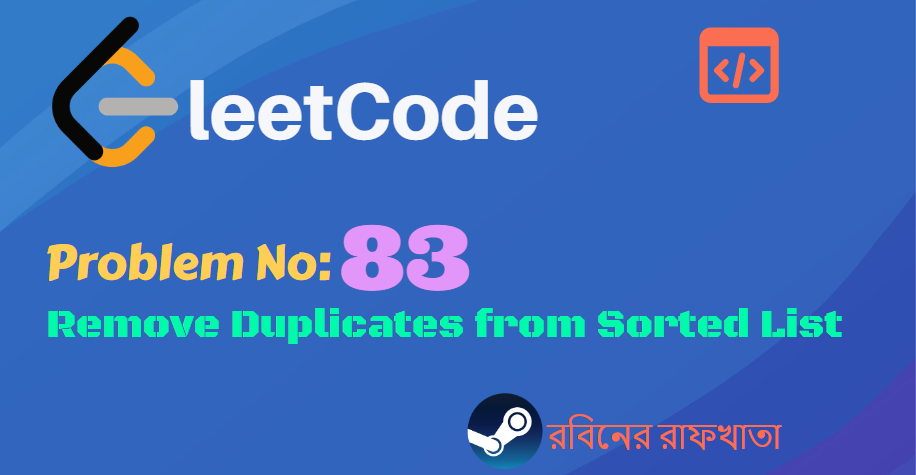 leetCode
</>
Problem No: 83
Remove Duplicates from Sorted List
রবিনের রাফখাতা